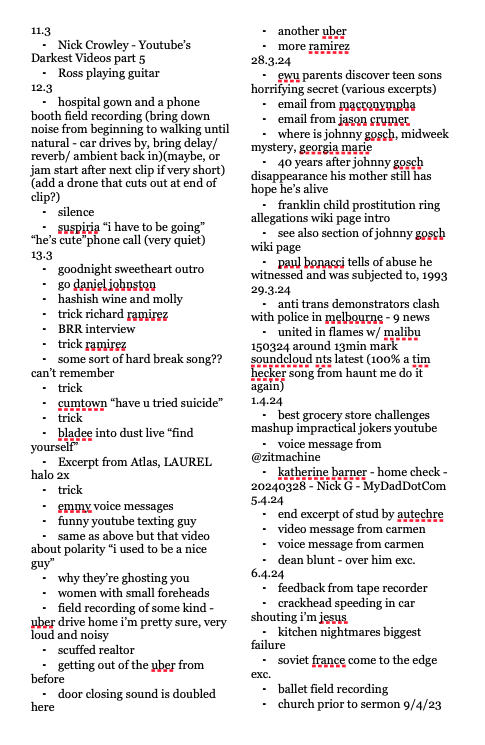 11.3
- Nick Crowley - Youtube's
Darkest Videos part 5
- Ross playing guitar
12.3
- hospital gown and a phone
booth field recording (bring down
noise from beginning to walking until
natural - car drives by, bring delay/
reverb/ ambient back in)(maybe, or
jam start after next clip if very short)
(add a drone that cuts out at end of
clip?)
- silence
- suspiria “i have to be going”
“he's cute”phone call (very quiet)
13.3
- goodnight sweetheart outro
- go daniel johnston
- hashish wine and molly
- trick richard ramirez
- BRR interview
- trick ramirez
- some sort of hard break song??
can't remember
- trick
- cumtown “have u tried suicide”
- trick
- bladee into dust live “find
yourself”
- Excerpt from Atlas, LAUREL
halo 2x
- trick
- emmy voice messages
- funny youtube texting guy
- same as above but that video
about polarity “i used to be a nice
guy”
- why they're ghosting you
- women with small foreheads
- field recording of some kind -
uber drive home i'm pretty sure, very
loud and noisy
- scuffed realtor
- getting out of the uber from
before
- door closing sound is doubled
here
- another uber
- more ramirez
28.3.24
- ewu parents discover teen sons
horrifying secret (various excerpts)
- email from macronympha
- email from jason crumer
- where is johnny gosch, midweek
mystery, georgia marie
- 40 years after johnny gosch
disappearance his mother still has
hope he's alive
- franklin child prostitution ring
allegations wiki page intro
- see also section of johnny gosch
wiki page
- paul bonacci tells of abuse he
witnessed and was subjected to, 1993
29.3.24
- anti trans demonstrators clash
with police in melbourne - 9 news
- united in flames w/ malibu
150324 around 13min mark
soundcloud nts latest (100% a tim
hecker song from haunt me do it
again)
1.4.24
- best grocery store challenges
mashup impractical jokers youtube
- voice message from
@zitmachine
- katherine barner - home check -
20240328 - Nick G - MyDadDotCom
5.4.24
- end excerpt of stud by autechre
- video message from carmen
- voice message from carmen
- dean blunt - over him exc.
6.4.24
- feedback from tape recorder
- crackhead speeding in car
shouting i'm jesus
- kitchen nightmares biggest
failure
- soviet france come to the edge
exc.
- ballet field recording
- church prior to sermon 9/4/23